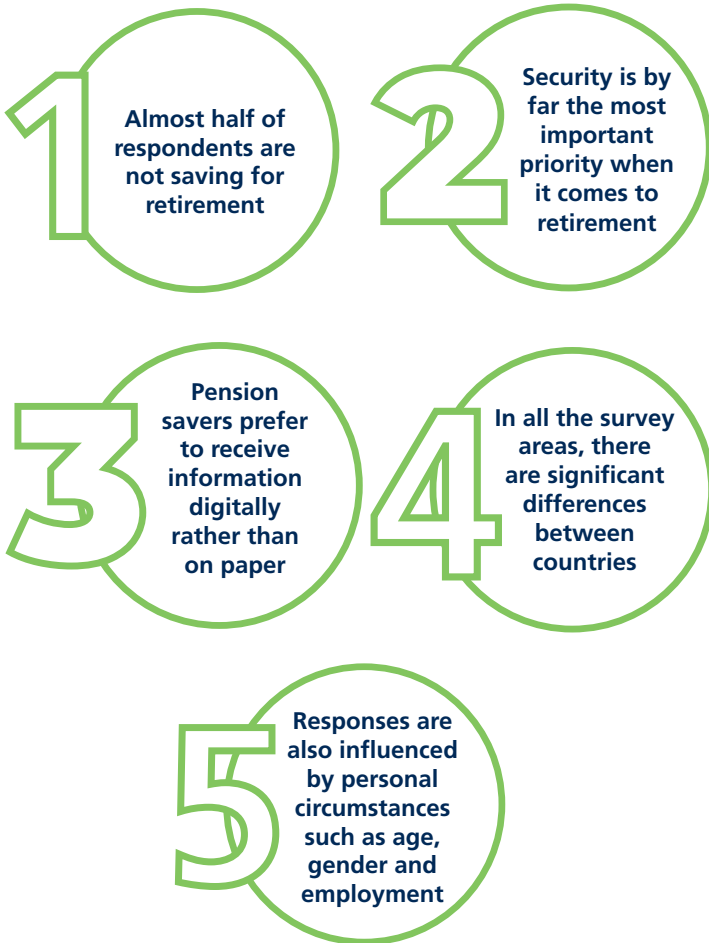 1
Almost half of
respondents are
not saving for
retirement
2
Security is by
far the most
important
priority when
it comes to
retirement
3
Pension
savers prefer
to receive
information
digitally
rather than
on paper
4
In all the survey
areas, there
are significant
differences
between
countries
5
Responses are
also influenced
by personal
circumstances
such as age,
gender and
employment